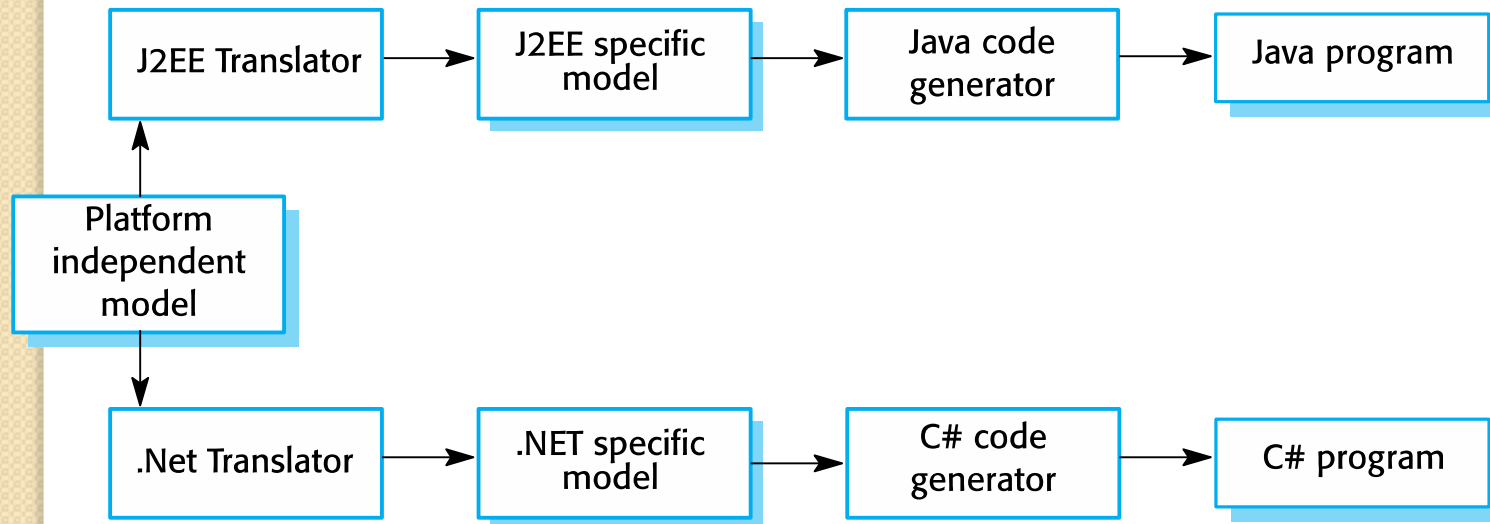 J2EE Translator
J2EE specific
model
Java code
generator
Java program
Platform
independent
model
.Net Translator
.NET specific
model
C# code
generator
C# program